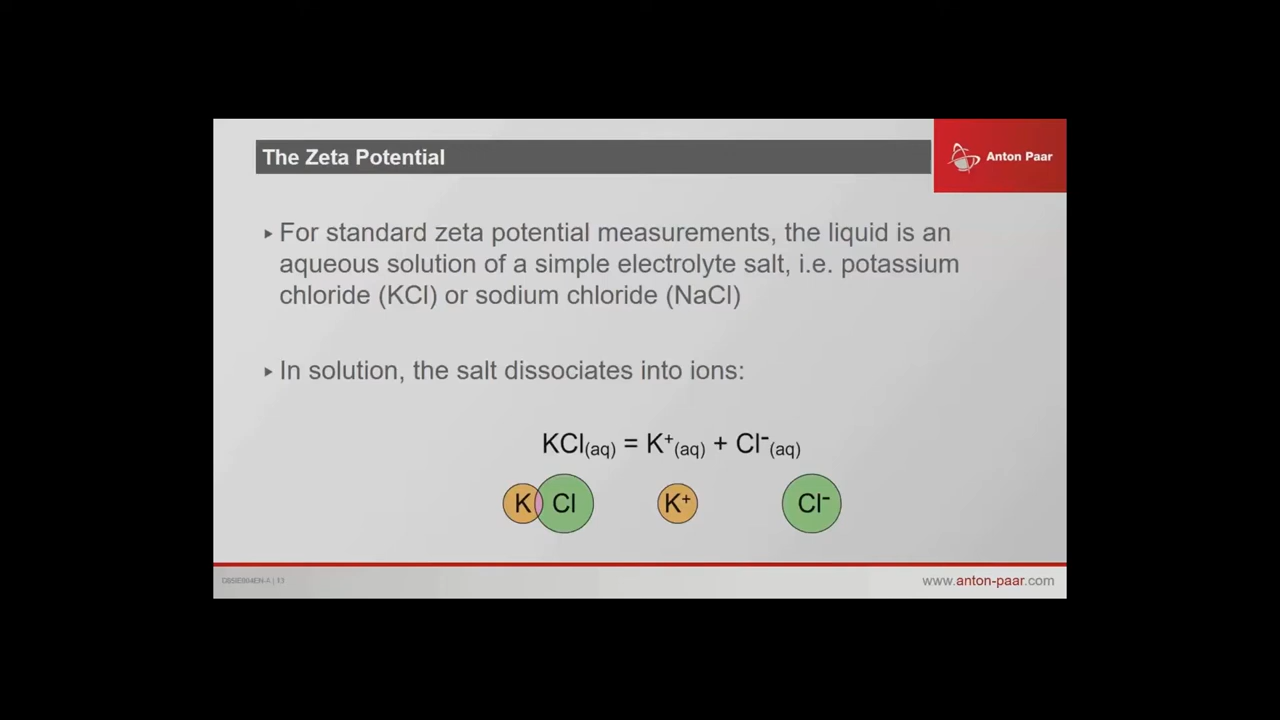 The Zeta Potential
Anton Paar
▸ For standard zeta potential measurements, the liquid is an
aqueous solution of a simple electrolyte salt, i.e. potassium
chloride (KCl) or sodium chloride (NaCl)
▸ In solution, the salt dissociates into ions:
KCl(aq) = K⁺(aq) + Cl⁻(aq)
K Cl K⁺ Cl⁻
www.anton-paar.com